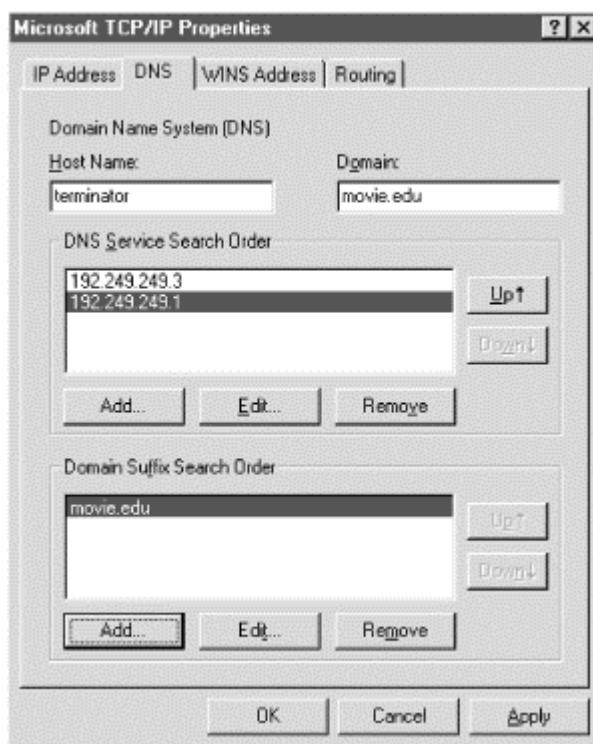 Microsoft TCP/IP Properties ? X
IP Address DNS WINS Address Routing
Domain Name System (DNS)
Host Name: Domain:
terminator movie.edu
DNS Service Search Order
192.249.249.3
192.249.249.1
Up↑
Down↓
Add... Edit... Remove
Domain Suffix Search Order
movie.edu
Up↑
Down↓
Add... Edit... Remove
OK Cancel Apply